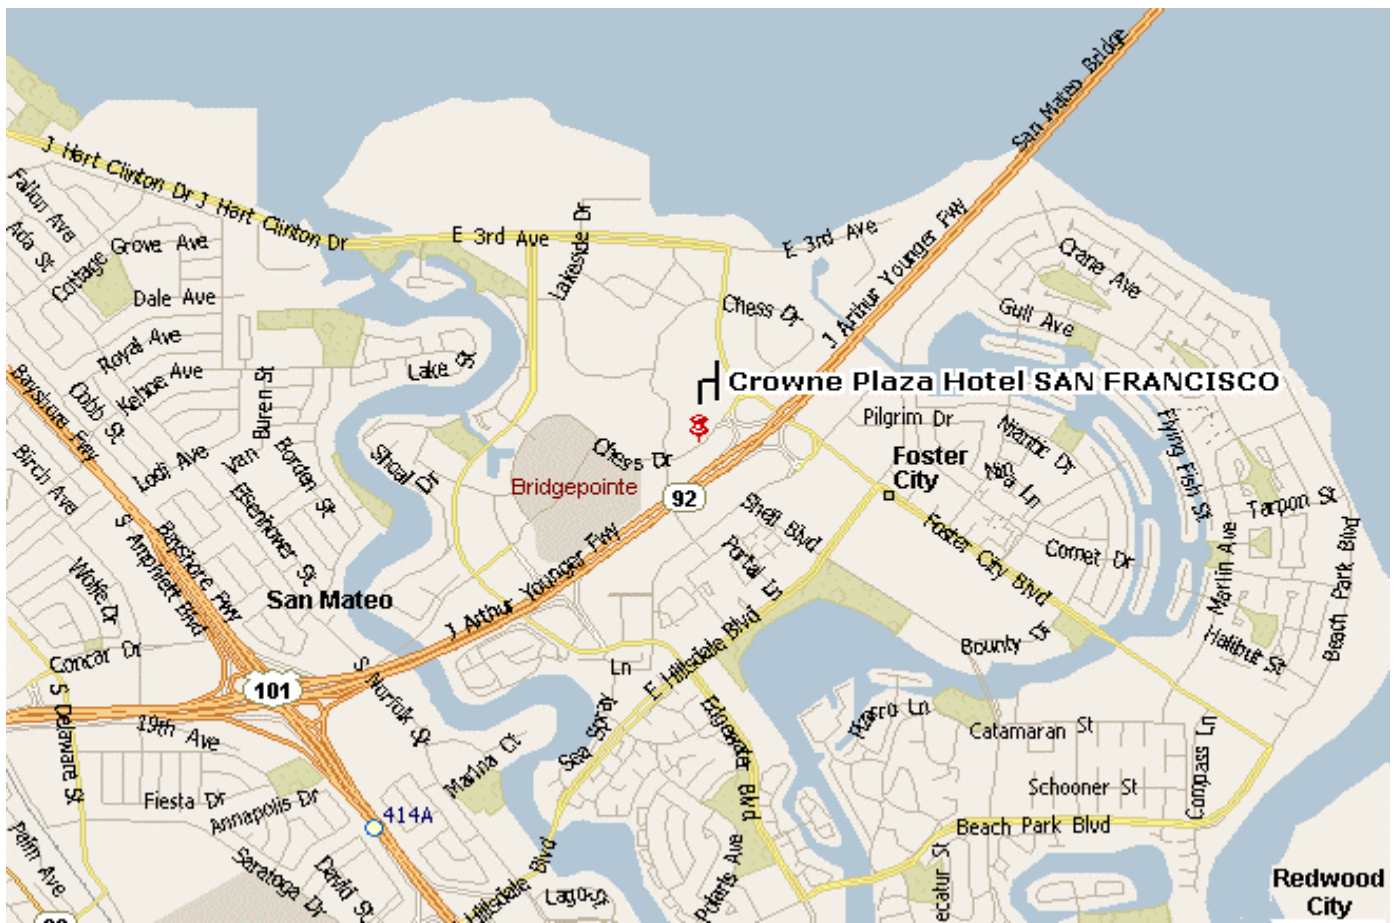 San Mateo Bridge
J Hart Clinton Dr
J Hart Clinton Dr
Fallon Ave
Ada St
Cottage Grove Ave
Dale Ave
Royal Ave
Kehoe Ave
Cobb St
Bayshore Fwy
Birch Ave
Lodi Ave
Van Buren St
Borden St
Eisenhower St
E 3rd Ave
Lakeside Dr
E 3rd Ave
Chess Dr
J Arthur Younger Fwy
Crane Ave
Gull Ave
Lake Ct
Shoal Ct
Crowne Plaza Hotel SAN FRANCISCO
Pilgrim Dr
Niantic Dr
Flying Fish St
Foster
City
Chess Dr
Bridgepointe
92
Shell Blvd
Portal Ln
Foster City Blvd
Comet Dr
Tarpon St
Marlin Ave
Halibut St
Beach Park Blvd
S Amphlett Blvd
Bayshore Fwy
Wolfe Dr
San Mateo
J Arthur Younger Fwy
Concar Dr
101
S Norfolk St
Ln
E Hillsdale Blvd
Bounty Dr
S Delaware St
19th Ave
Sea Spray
Edgewater Blvd
Catamaran St
Compass Ln
Marina Ct
Fiesta Dr
Annapolis Dr
414A
Schooner St
Beach Park Blvd
Palm Ave
Saratoga Dr
David St
Hillsdale Blvd
Lago St
Polaris Ave
ecatur St
Redwood
City